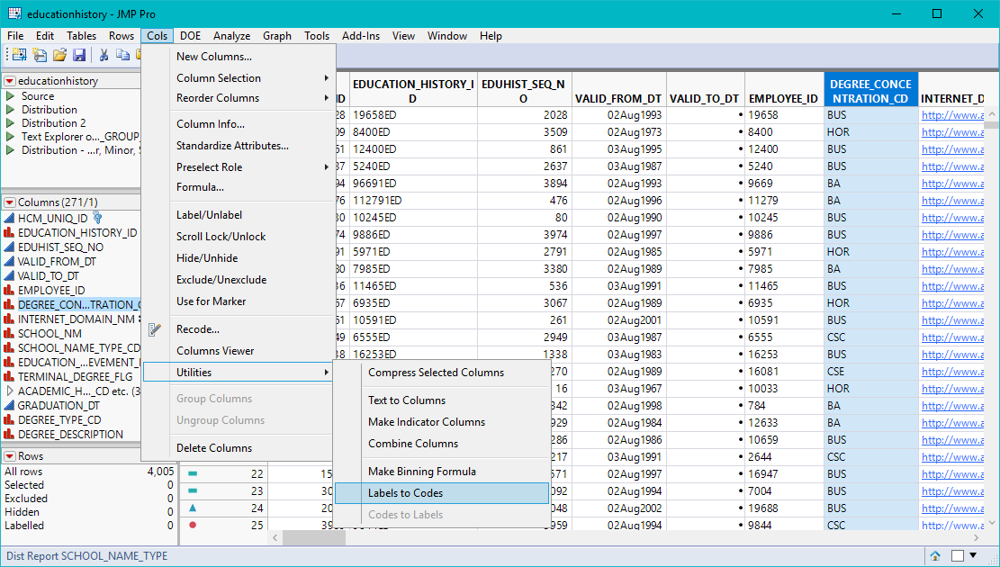 educationhistory - JMP Pro
File Edit Tables Rows Cols DOE Analyze Graph Tools Add-Ins View Window Help
educationhistory
Source
Distribution
Distribution 2
Text Explorer o..._GROUP
Distribution - ...r, Minor,
Columns (271/1)
HCM_UNIQ_ID
EDUCATION_HISTORY_ID
EDUHIST_SEQ_NO
VALID_FROM_DT
VALID_TO_DT
EMPLOYEE_ID
DEGREE_CON...TRATION_
INTERNET_DOMAIN_NM
SCHOOL_NM
SCHOOL_NAME_TYPE_CD
EDUCATION_...EVEMENT_
TERMINAL_DEGREE_FLG
ACADEMIC_H..._CD etc. (3
GRADUATION_DT
DEGREE_TYPE_CD
DEGREE_DESCRIPTION
Rows
All rows 4,005
Selected 0
Excluded 0
Hidden 0
Labelled 0
New Columns...
Column Selection
Reorder Columns
Column Info...
Standardize Attributes...
Preselect Role
Formula...
Label/Unlabel
Scroll Lock/Unlock
Hide/Unhide
Exclude/Unexclude
Use for Marker
Recode...
Columns Viewer
Utilities
Group Columns
Ungroup Columns
Delete Columns
Compress Selected Columns
Text to Columns
Make Indicator Columns
Combine Columns
Make Binning Formula
Labels to Codes
Codes to Labels
ID EDUCATION_HISTORY_ID EDUHIST_SEQ_NO VALID_FROM_DT VALID_TO_DT EMPLOYEE_ID DEGREE_CONCENTRATION_CD INTERNET_D
28 19658ED 2028 02Aug1993 • 19658 BUS http://www.a
09 8400ED 3509 02Aug1973 • 8400 HOR http://www.a
61 12400ED 861 03Aug1995 • 12400 BUS http://www.a
37 5240ED 2637 03Aug1987 • 5240 BUS http://www.a
94 96691ED 3894 02Aug1993 • 9669 BA http://www.a
76 112791ED 476 02Aug1996 • 11279 BA http://www.a
80 10245ED 80 02Aug1990 • 10245 BUS http://www.a
74 9886ED 3974 02Aug1997 • 9886 BUS http://www.a
91 5971ED 2791 02Aug1985 • 5971 HOR http://www.a
80 7985ED 3380 02Aug1989 • 7985 BA http://www.a
36 11465ED 536 03Aug1991 • 11465 BUS http://www.a
67 6935ED 3067 02Aug1989 • 6935 HOR http://www.a
61 10591ED 261 02Aug2001 • 10591 BUS http://www.a
49 6555ED 2949 03Aug1987 • 6555 CSC http://www.a
38 16253ED 1338 03Aug1983 • 16253 BUS http://www.a
270 02Aug1989 • 16081 CSE http://www.a
16 03Aug1967 • 10033 HOR http://www.a
342 02Aug1998 • 784 BA http://www.a
929 02Aug1984 • 12633 BA http://www.a
286 02Aug1986 • 10659 BUS http://www.a
217 03Aug1991 • 2644 CSC http://www.a
22 15 571 02Aug1997 • 16947 BUS http://www.a
23 30 092 02Aug1994 • 7004 BUS http://www.a
24 20 048 02Aug2002 • 19688 BUS http://www.a
25 39 3959 02Aug1994 • 9844 CSC http://www.a
Dist Report SCHOOL_NAME_TYPE